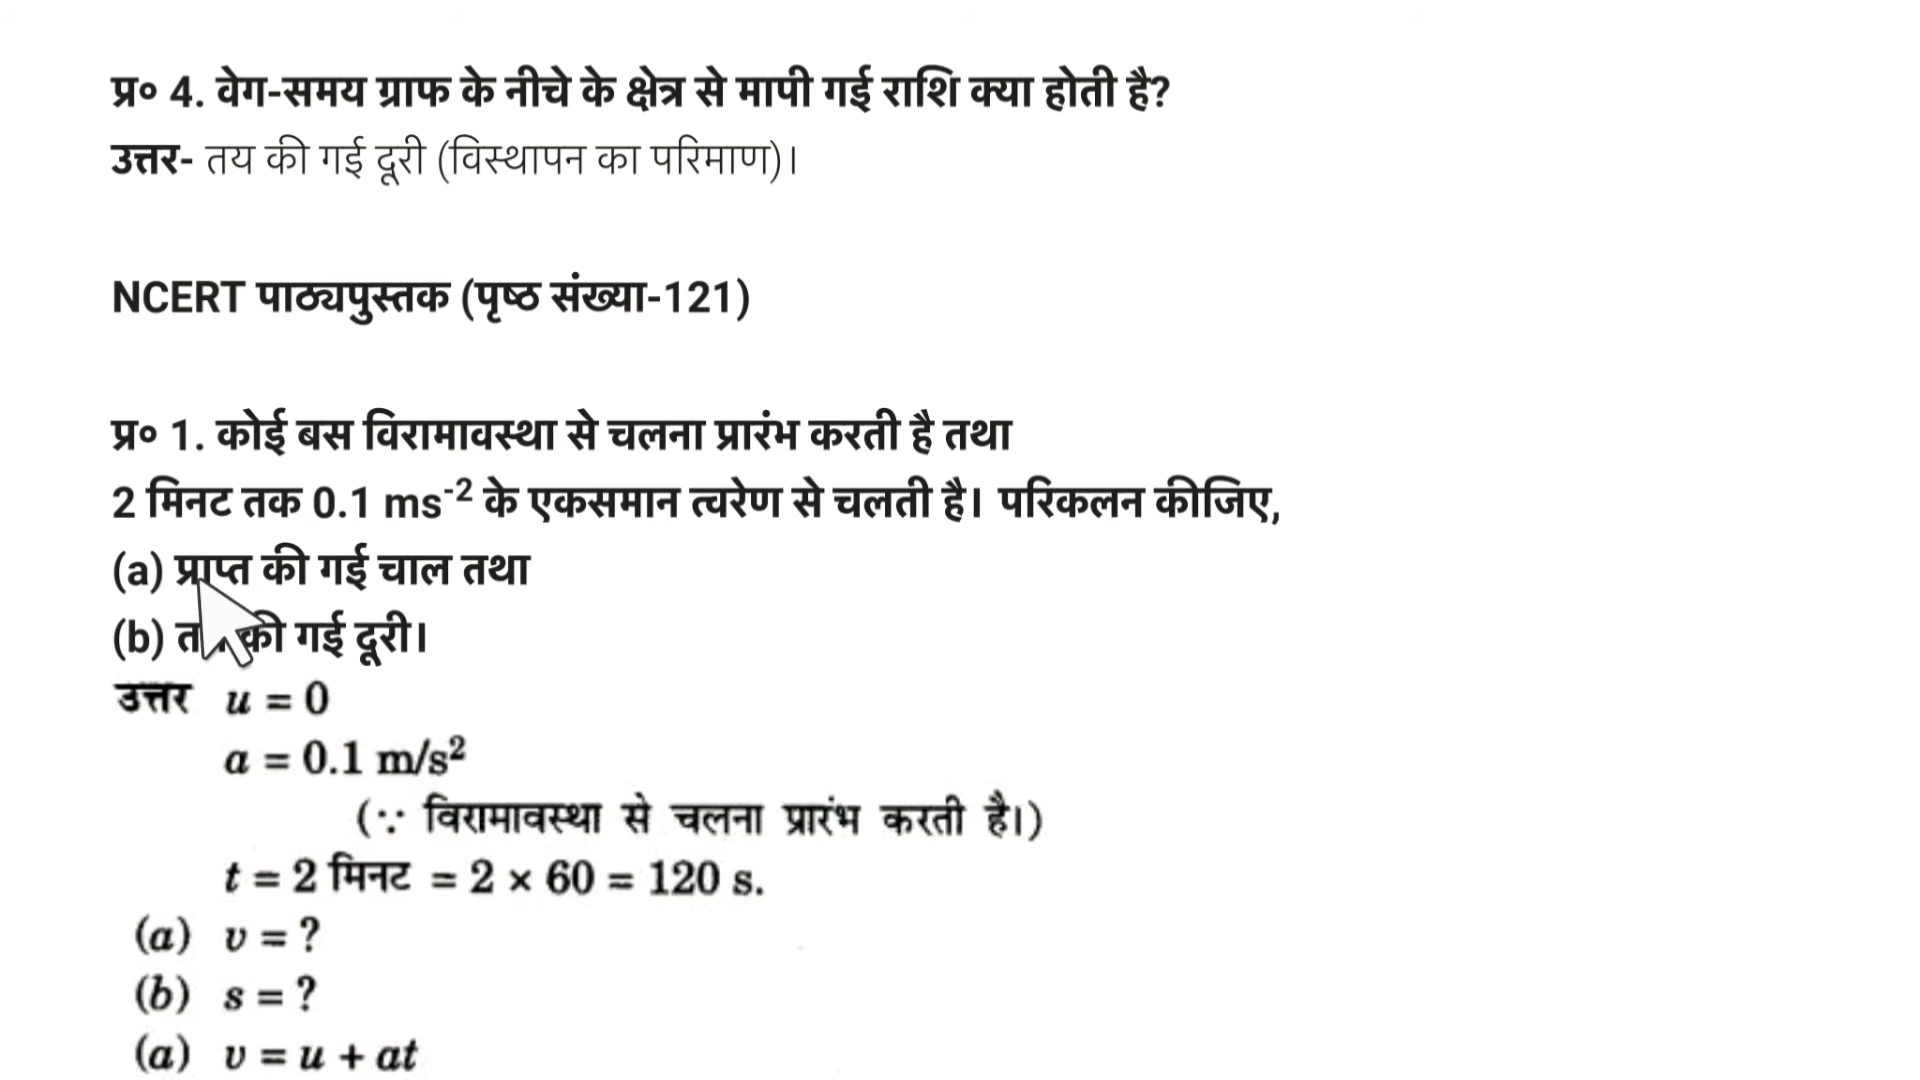 प्र० 4. वेग-समय ग्राफ के नीचे के क्षेत्र से मापी गई राशि क्या होती है?
उत्तर- तय की गई दूरी (विस्थापन का परिमाण)।
NCERT पाठ्यपुस्तक (पृष्ठ संख्या-121)
प्र० 1. कोई बस विरामावस्था से चलना प्रारंभ करती है तथा
2 मिनट तक 0.1 ms⁻² के एकसमान त्वरेण से चलती है। परिकलन कीजिए,
(a) प्राप्त की गई चाल तथा
(b) की गई दूरी।
उत्तर u = 0
a = 0.1 m/s²
(∵ विरामावस्था से चलना प्रारंभ करती है।)
t = 2 मिनट = 2 × 60 = 120 s.
(a) v = ?
(b) s = ?
(a) v = u + at